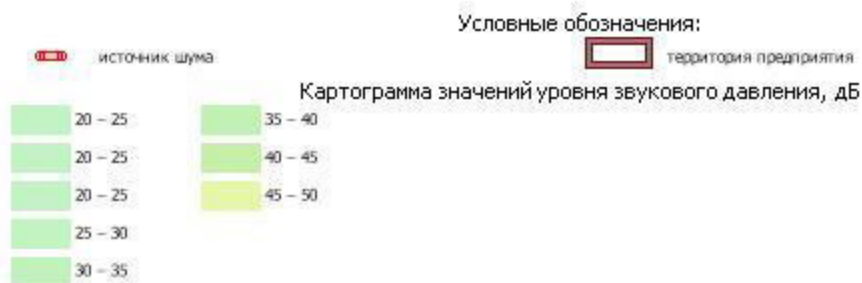 Условные обозначения:
источник шума
территория предприятия
Картограмма значений уровня звукового давления, дБ
20 – 25
35 – 40
20 – 25
40 – 45
20 – 25
45 – 50
25 – 30
30 – 35